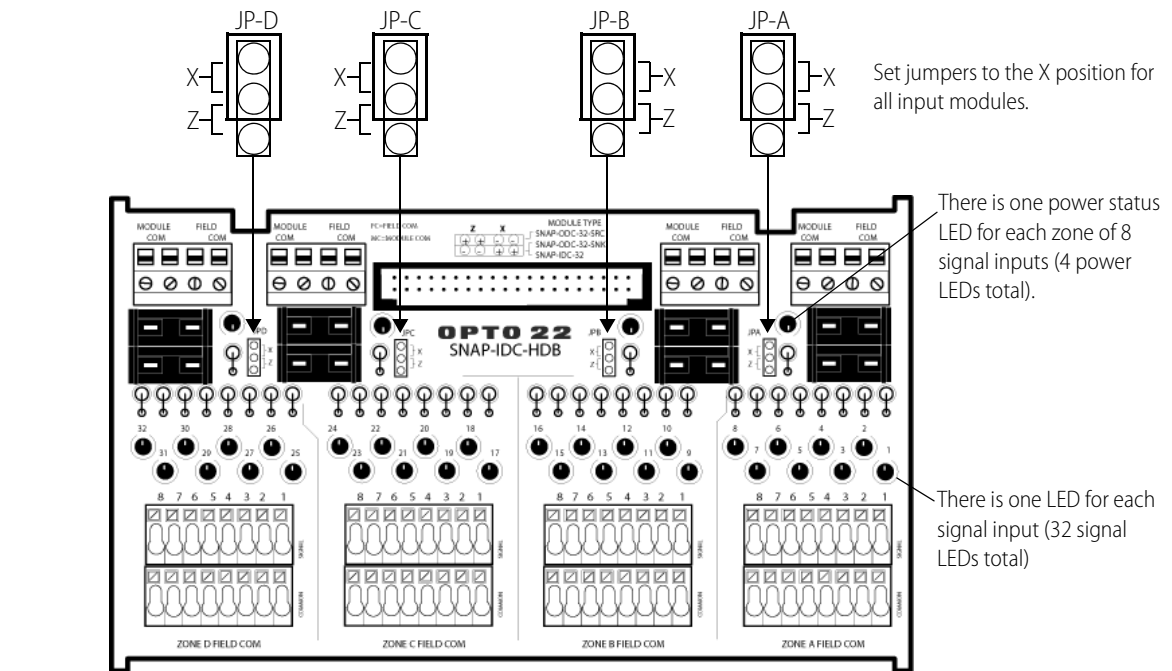 JP-D JP-C JP-B JP-A
X X X X
Z Z Z Z
Set jumpers to the X position for
all input modules.
There is one power status
LED for each zone of 8
signal inputs (4 power
LEDs total).
MODULE COM FIELD COM MODULE COM FIELD COM
FC=FIELD COM
MC=MODULE COM
Z X
MODULE TYPE
SNAP-ODC-32-SRC
SNAP-ODC-32-SNK
SNAP-IDC-32
MODULE COM FIELD COM MODULE COM FIELD COM
OPTO 22
SNAP-IDC-HDB
JPD JPC JPB JPA
X X X X
Z Z Z Z
32 30 28 26 24 22 20 18 16 14 12 10 8 6 4 2
31 29 27 25 23 21 19 17 15 13 11 9 7 5 3 1
8 7 6 5 4 3 2 1 8 7 6 5 4 3 2 1 8 7 6 5 4 3 2 1 8 7 6 5 4 3 2 1
SIGNAL SIGNAL SIGNAL SIGNAL
COMMON COMMON COMMON COMMON
ZONE D FIELD COM ZONE C FIELD COM ZONE B FIELD COM ZONE A FIELD COM
There is one LED for each
signal input (32 signal
LEDs total)